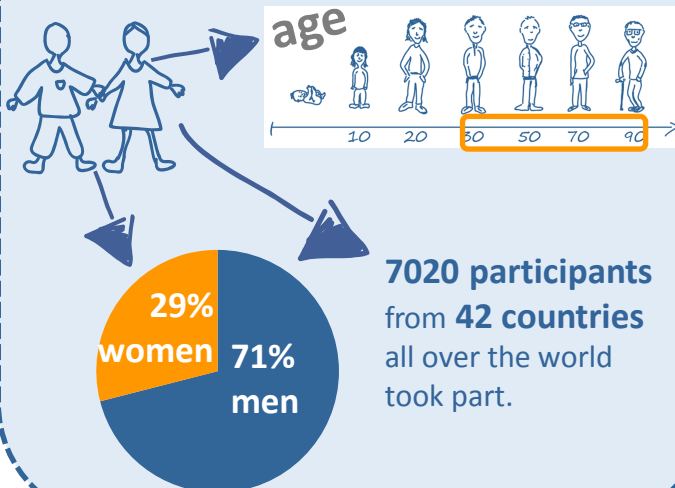 age
10 20 30 50 70 90
29%
women
71%
men
7020 participants
from 42 countries
all over the world
took part.